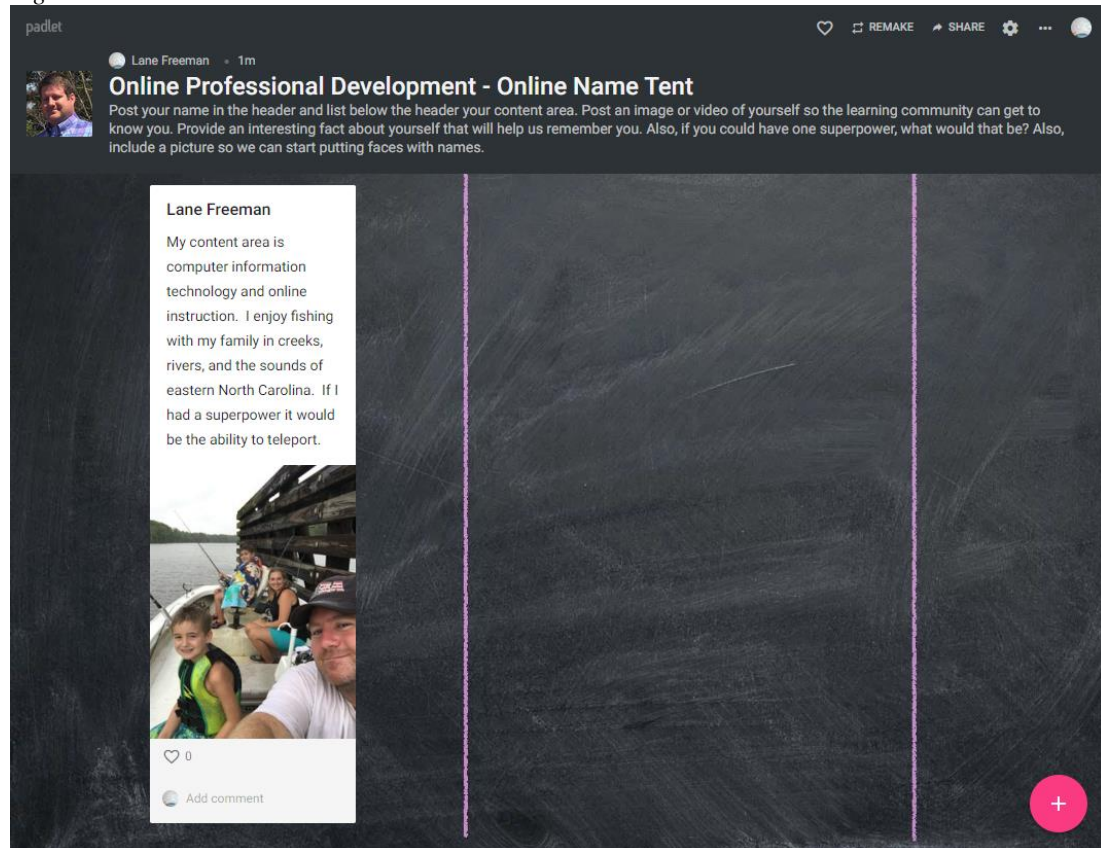 padlet
REMAKE SHARE
Lane Freeman • 1m
Online Professional Development - Online Name Tent
Post your name in the header and list below the header your content area. Post an image or video of yourself so the learning community can get to
know you. Provide an interesting fact about yourself that will help us remember you. Also, if you could have one superpower, what would that be? Also,
include a picture so we can start putting faces with names.
Lane Freeman
My content area is
computer information
technology and online
instruction. I enjoy fishing
with my family in creeks,
rivers, and the sounds of
eastern North Carolina. If I
had a superpower it would
be the ability to teleport.
0
Add comment